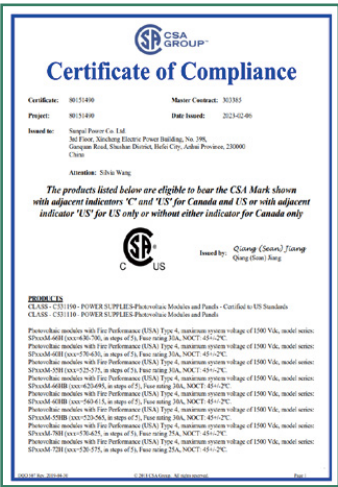 CSA
GROUP™
Certificate of Compliance
Certificate: 80151490 Master Contract: 303385
Project: 80151490 Date Issued: 2023-02-06
Issued to: Sunpal Power Co. Ltd.
3rd Floor, Xincheng Electric Power Building, No. 398,
Ganquan Road, Shushan District, Hefei City, Anhui Province, 230000
China
Attention: Silvia Wang
The products listed below are eligible to bear the CSA Mark shown
with adjacent indicators 'C' and 'US' for Canada and US or with adjacent
indicator 'US' for US only or without either indicator for Canada only
Issued by: Qiang (Sean) Jiang
Qiang (Sean) Jiang
C US
PRODUCTS
CLASS - C531190 - POWER SUPPLIES-Photovoltaic Modules and Panels - Certified to US Standards
CLASS - C531110 - POWER SUPPLIES-Photovoltaic Modules and Panels
Photovoltaic modules with Fire Performance (USA) Type 4, maximum system voltage of 1500 Vdc, model series:
SPxxxM-66H (xxx=630-700, in steps of 5), Fuse rating 30A, NOCT: 45+/-2℃.
Photovoltaic modules with Fire Performance (USA) Type 4, maximum system voltage of 1500 Vdc, model series:
SPxxxM-60H (xxx=570-630, in steps of 5), Fuse rating 30A, NOCT: 45+/-2℃.
Photovoltaic modules with Fire Performance (USA) Type 4, maximum system voltage of 1500 Vdc, model series:
SPxxxM-55H (xxx=525-575, in steps of 5), Fuse rating 30A, NOCT: 45+/-2℃.
Photovoltaic modules with Fire Performance (USA) Type 4, maximum system voltage of 1500 Vdc, model series:
SPxxxM-66HB (xxx=620-695, in steps of 5), Fuse rating 30A, NOCT: 45+/-2℃.
Photovoltaic modules with Fire Performance (USA) Type 4, maximum system voltage of 1500 Vdc, model series:
SPxxxM-60HB (xxx=560-615, in steps of 5), Fuse rating 30A, NOCT: 45+/-2℃.
Photovoltaic modules with Fire Performance (USA) Type 4, maximum system voltage of 1500 Vdc, model series:
SPxxxM-55HB (xxx=520-565, in steps of 5), Fuse rating 30A, NOCT: 45+/-2℃.
Photovoltaic modules with Fire Performance (USA) Type 4, maximum system voltage of 1500 Vdc, model series:
SPxxxM-78H (xxx=570-625, in steps of 5), Fuse rating 25A, NOCT: 45+/-2℃.
Photovoltaic modules with Fire Performance (USA) Type 4, maximum system voltage of 1500 Vdc, model series:
SPxxxM-72H (xxx=520-575, in steps of 5), Fuse rating 25A, NOCT: 45+/-2℃.
© 2018 CSA Group. All rights reserved. Page 1